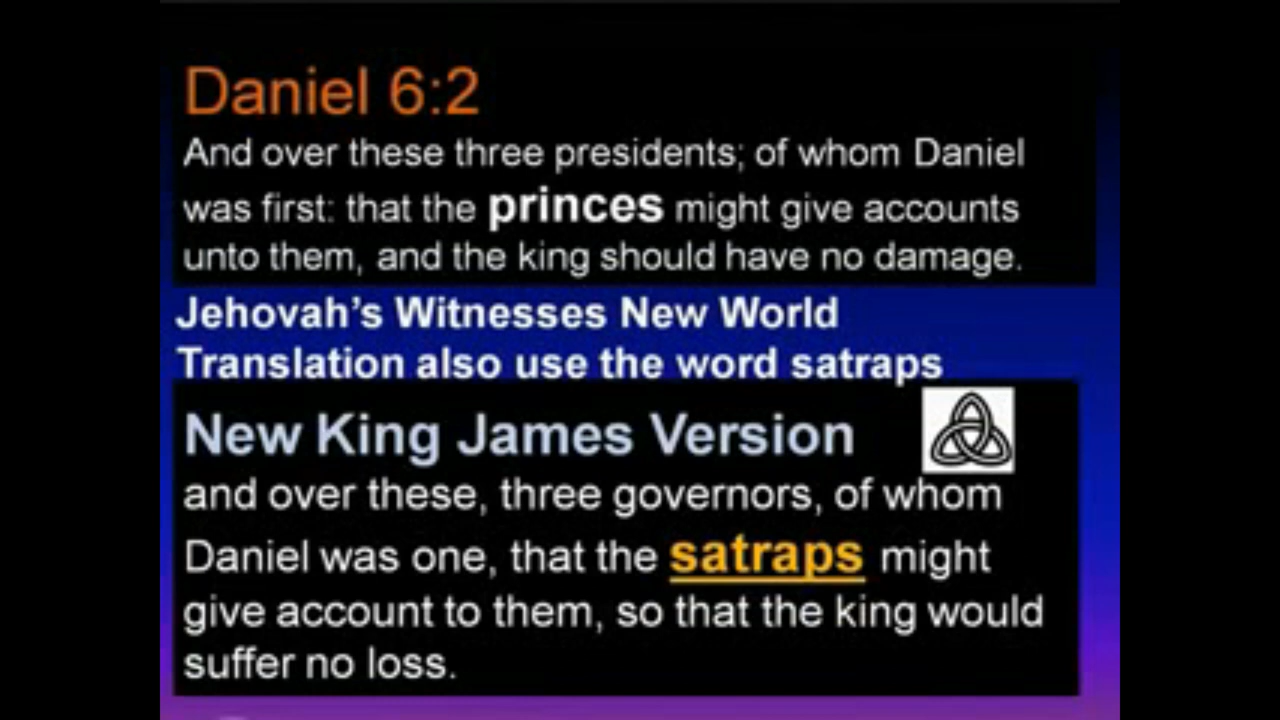 Daniel 6:2
And over these three presidents; of whom Daniel
was first: that the princes might give accounts
unto them, and the king should have no damage.
Jehovah's Witnesses New World
Translation also use the word satraps
New King James Version
and over these, three governors, of whom
Daniel was one, that the satraps might
give account to them, so that the king would
suffer no loss.